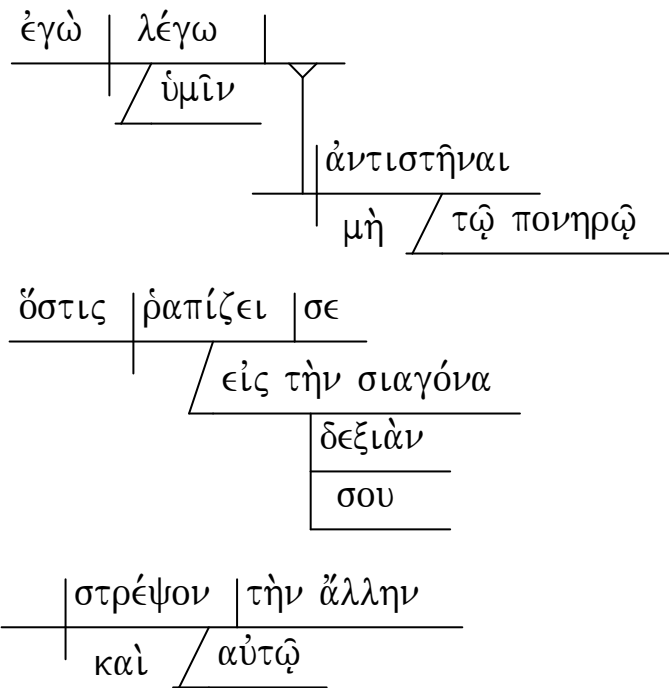 ἐγὼ λέγω
ὑμῖν
ἀντιστῆναι
μὴ τῷ πονηρῷ
ὅστις ῥαπίζει σε
εἰς τὴν σιαγόνα
δεξιὰν
σου
στρέψον τὴν ἄλλην
καὶ αὐτῷ